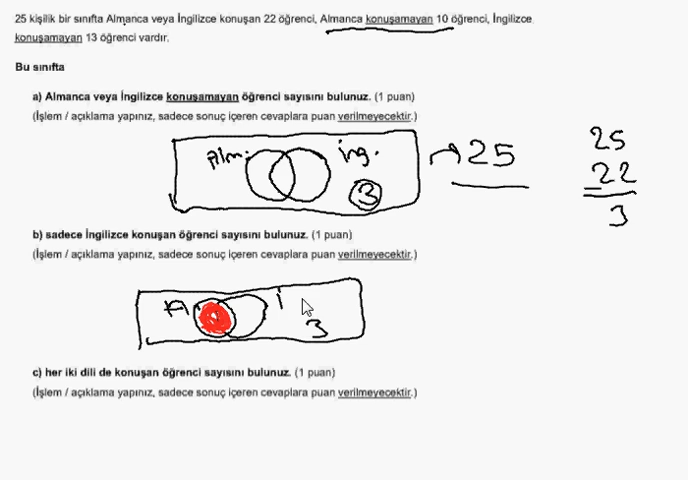 25 kişilik bir sınıfta Almanca veya İngilizce konuşan 22 öğrenci, Almanca konuşamayan 10 öğrenci, İngilizce
konuşamayan 13 öğrenci vardır.
Bu sınıfta
a) Almanca veya İngilizce konuşamayan öğrenci sayısını bulunuz. (1 puan)
(İşlem / açıklama yapınız, sadece sonuç içeren cevaplara puan verilmeyecektir.)
Alm. ing. 25
3
25
22
3
b) sadece İngilizce konuşan öğrenci sayısını bulunuz. (1 puan)
(İşlem / açıklama yapınız, sadece sonuç içeren cevaplara puan verilmeyecektir.)
A İ
3
c) her iki dili de konuşan öğrenci sayısını bulunuz. (1 puan)
(İşlem / açıklama yapınız, sadece sonuç içeren cevaplara puan verilmeyecektir.)